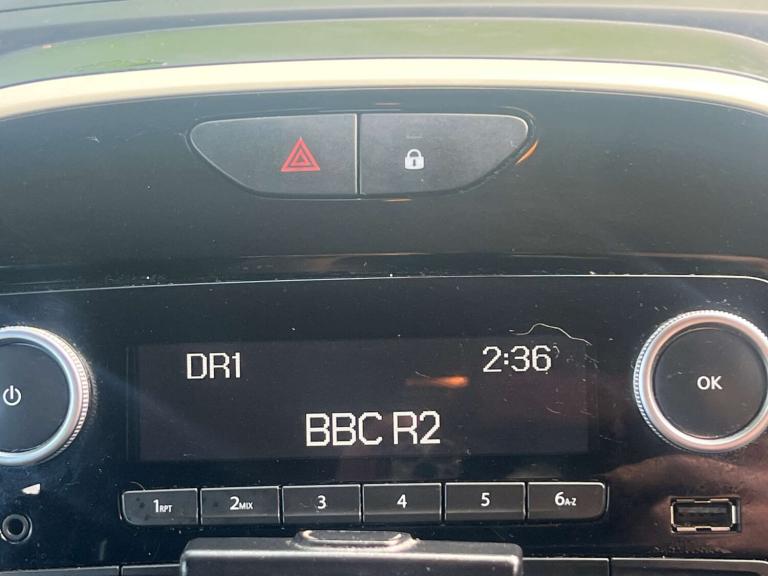 DR1 2:36
BBC R2
OK
1RPT 2MIX 3 4 5 6A-Z